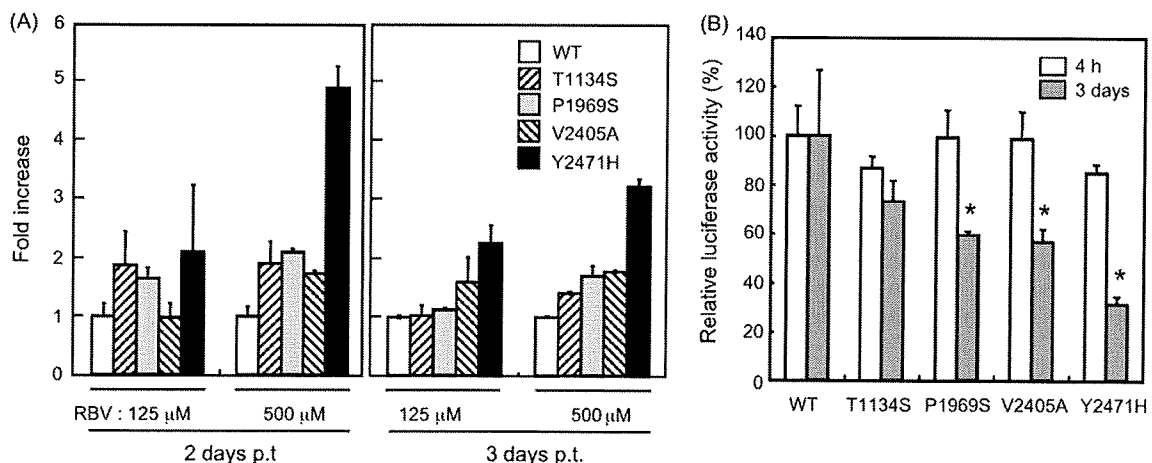 (A)
6
5
4
3
2
1
0
Fold increase
WT
T1134S
P1969S
V2405A
Y2471H
RBV : 125 μM
500 μM
125 μM
500 μM
2 days p.t
3 days p.t.
(B)
140
120
100
80
60
40
20
0
Relative luciferase activity (%)
4 h
3 days
*
*
*
WT
T1134S
P1969S
V2405A
Y2471H